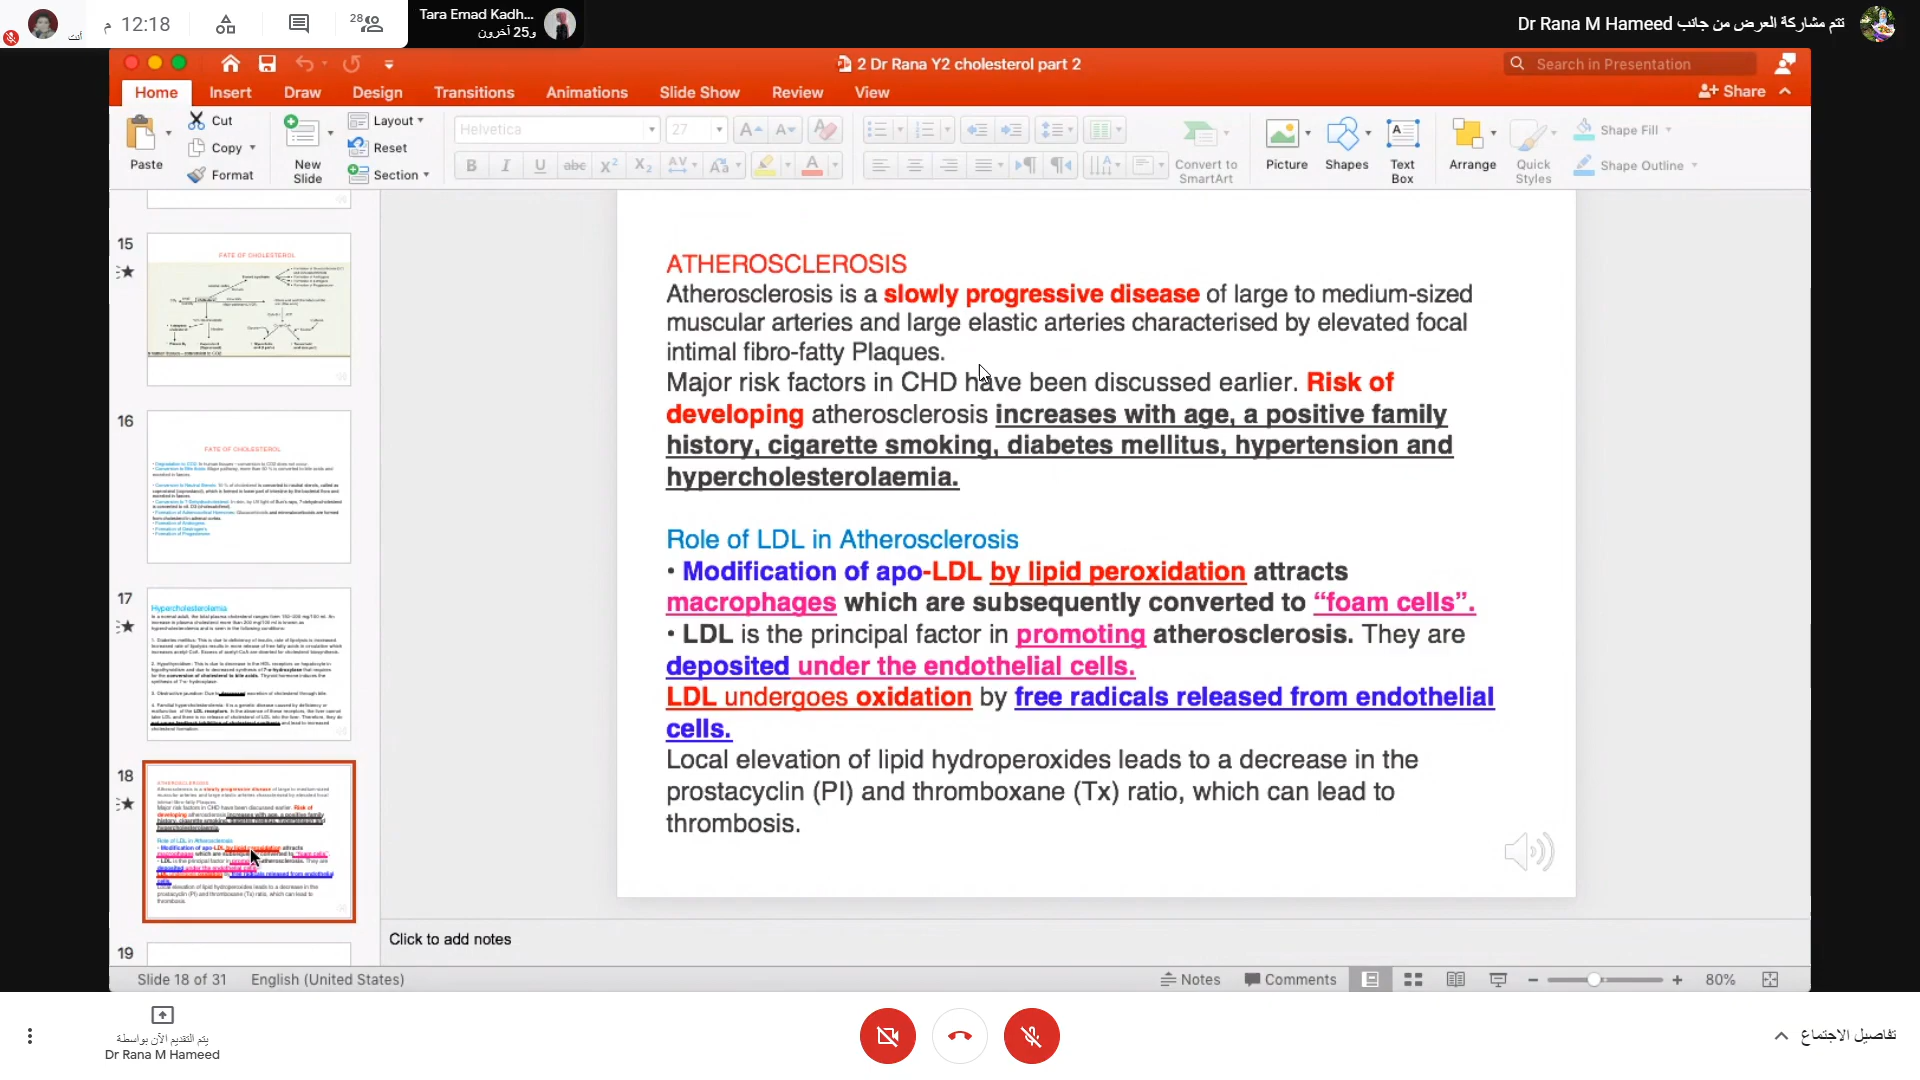 أنت
12:18 م
28
Tara Emad Kadh...
و25 آخرون
تتم مشاركة العرض من جانب Dr Rana M Hameed
2 Dr Rana Y2 cholesterol part 2
Search in Presentation
Home Insert Draw Design Transitions Animations Slide Show Review View
Share
Paste
Cut
Copy
Format
New Slide
Layout
Reset
Section
Helvetica 27
Convert to SmartArt
Picture
Shapes
Text Box
Arrange
Quick Styles
Shape Fill
Shape Outline
15
FATE OF CHOLESTEROL
16
FATE OF CHOLESTEROL
17
Hypercholesterolemia
18
19
ATHEROSCLEROSIS
Atherosclerosis is a slowly progressive disease of large to medium-sized
muscular arteries and large elastic arteries characterised by elevated focal
intimal fibro-fatty Plaques.
Major risk factors in CHD have been discussed earlier. Risk of
developing atherosclerosis increases with age, a positive family
history, cigarette smoking, diabetes mellitus, hypertension and
hypercholesterolaemia.
Role of LDL in Atherosclerosis
• Modification of apo-LDL by lipid peroxidation attracts
macrophages which are subsequently converted to “foam cells”.
• LDL is the principal factor in promoting atherosclerosis. They are
deposited under the endothelial cells.
LDL undergoes oxidation by free radicals released from endothelial
cells.
Local elevation of lipid hydroperoxides leads to a decrease in the
prostacyclin (PI) and thromboxane (Tx) ratio, which can lead to
thrombosis.
Click to add notes
Slide 18 of 31 English (United States)
Notes Comments 80%
يتم التقديم الآن بواسطة
Dr Rana M Hameed
تفاصيل الاجتماع